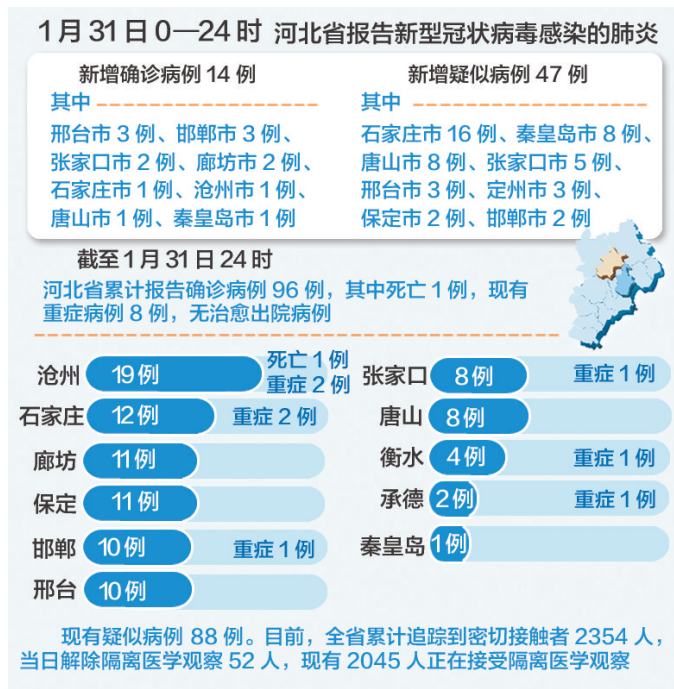 1月31日0—24时 河北省报告新型冠状病毒感染的肺炎
新增确诊病例14例
其中
邢台市3例、邯郸市3例、
张家口市2例、廊坊市2例、
石家庄市1例、沧州市1例、
唐山市1例、秦皇岛市1例
新增疑似病例47例
其中
石家庄市16例、秦皇岛市8例、
唐山市8例、张家口市5例、
邢台市3例、定州市3例、
保定市2例、邯郸市2例
截至1月31日24时
河北省累计报告确诊病例96例，其中死亡1例，现有
重症病例8例，无治愈出院病例
沧州 19例 死亡1例
重症2例
石家庄 12例 重症2例
廊坊 11例
保定 11例
邯郸 10例 重症1例
邢台 10例
张家口 8例 重症1例
唐山 8例
衡水 4例 重症1例
承德 2例 重症1例
秦皇岛 1例
现有疑似病例88例。目前，全省累计追踪到密切接触者2354人，
当日解除隔离医学观察52人，现有2045人正在接受隔离医学观察